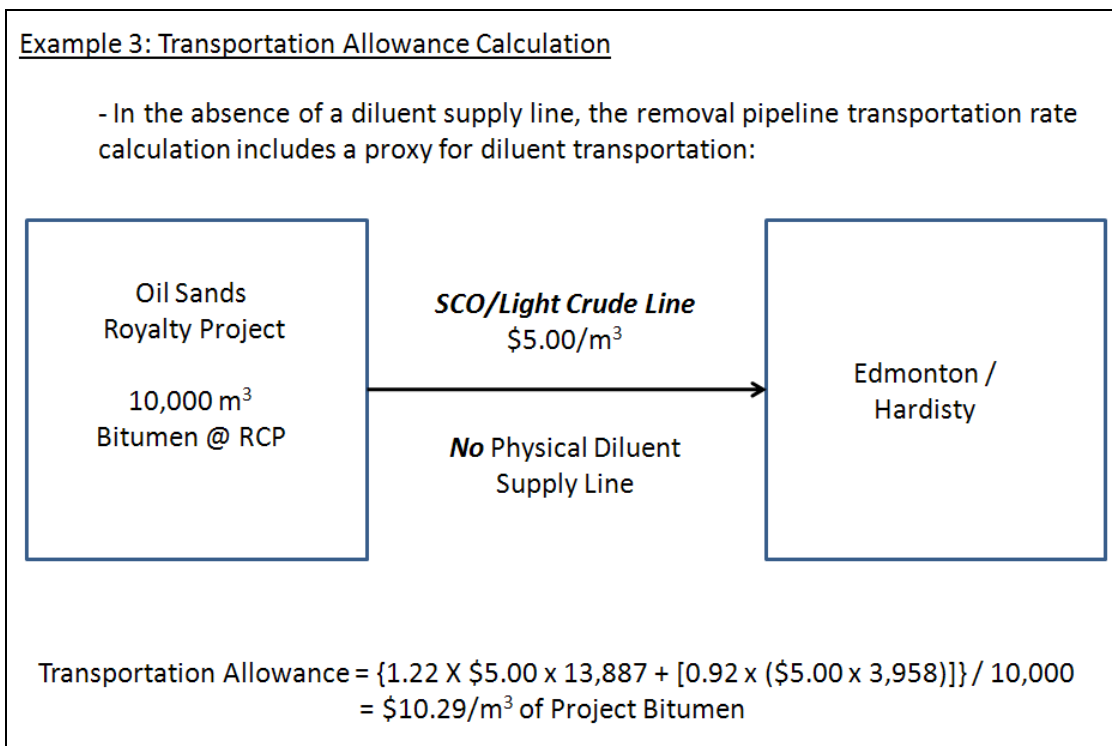 Example 3: Transportation Allowance Calculation
- In the absence of a diluent supply line, the removal pipeline transportation rate
calculation includes a proxy for diluent transportation:
Oil Sands
Royalty Project
10,000 m³
Bitumen @ RCP
SCO/Light Crude Line
$5.00/m³
No Physical Diluent
Supply Line
Edmonton /
Hardisty
Transportation Allowance = {1.22 X $5.00 x 13,887 + [0.92 x ($5.00 x 3,958)]} / 10,000
= $10.29/m³ of Project Bitumen